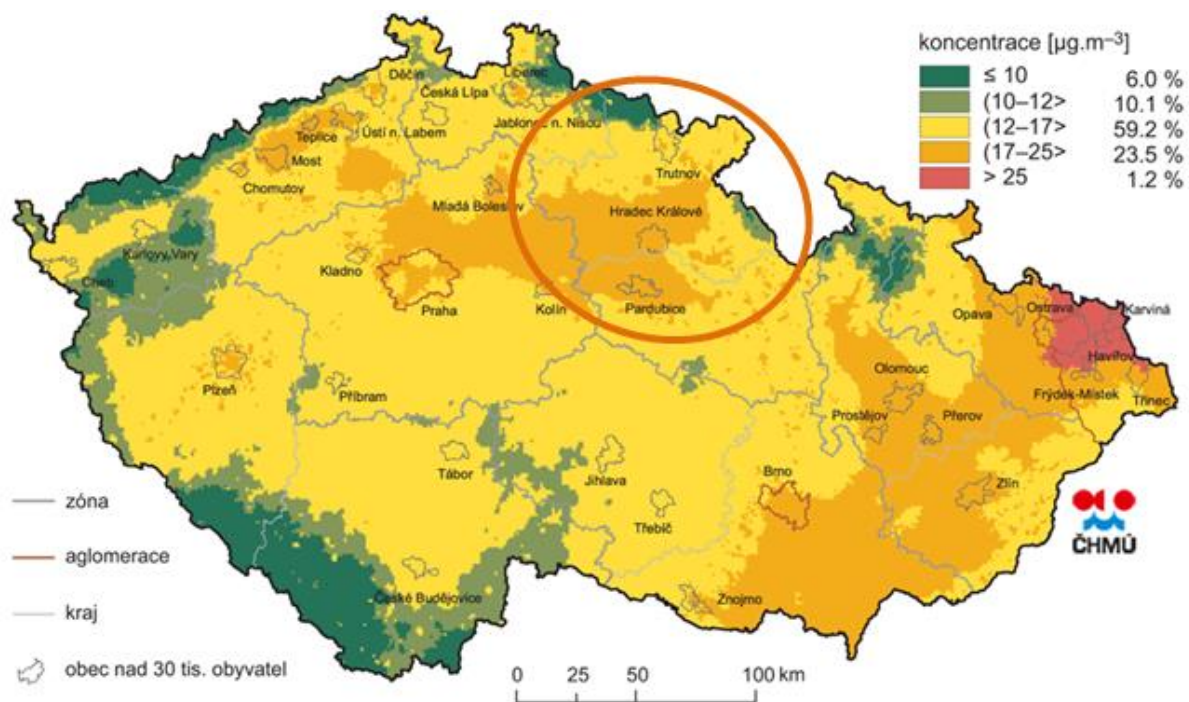 koncentrace [µg.m⁻³]
≤ 10 6.0 %
(10–12> 10.1 %
(12–17> 59.2 %
(17–25> 23.5 %
> 25 1.2 %
Děčín
Liberec
Česká Lípa
Jablonec n. Nisou
Teplice
Ústí n. Labem
Most
Chomutov
Trutnov
Mladá Boleslav
Hradec Králové
Karlovy Vary
Cheb
Kladno
Praha
Kolín
Pardubice
Opava
Ostrava
Karviná
Havířov
Olomouc
Frýdek-Místek
Třinec
Plzeň
Příbram
Prostějov
Přerov
Tábor
Jihlava
Brno
Zlín
Třebíč
České Budějovice
Znojmo
zóna
aglomerace
kraj
obec nad 30 tis. obyvatel
0 25 50 100 km
ČHMÚ